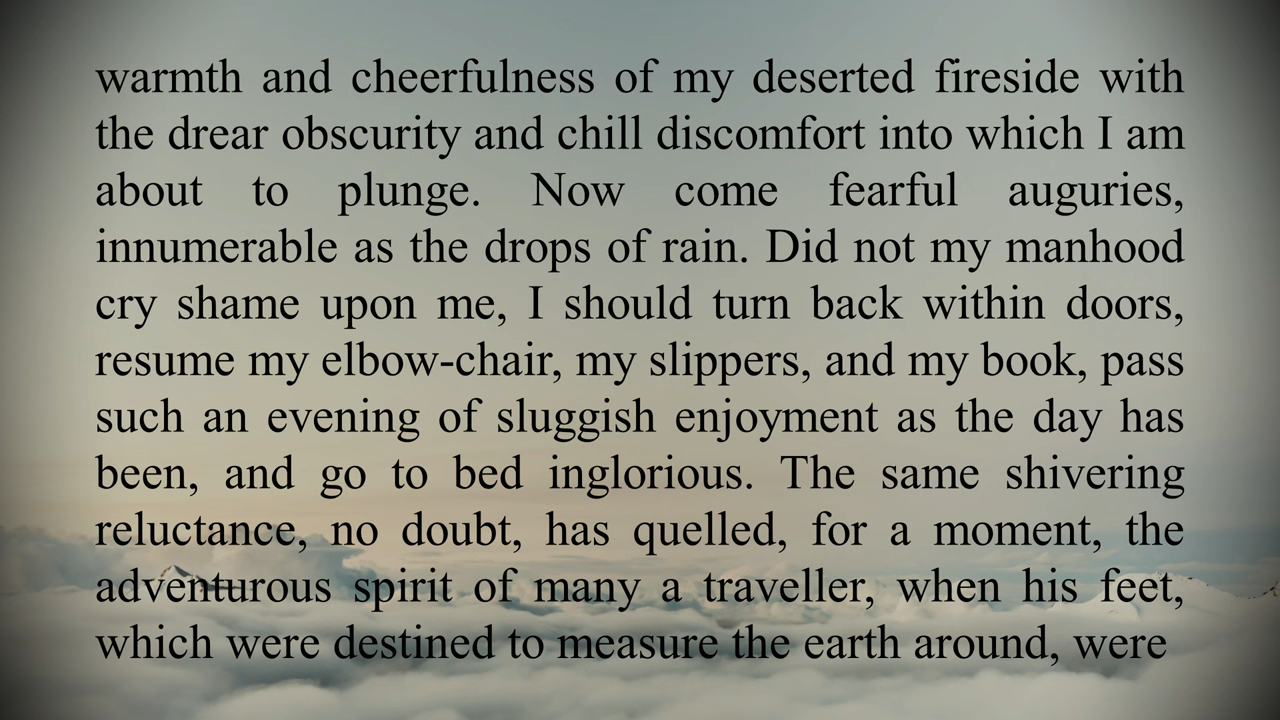 warmth and cheerfulness of my deserted fireside with
the drear obscurity and chill discomfort into which I am
about to plunge. Now come fearful auguries,
innumerable as the drops of rain. Did not my manhood
cry shame upon me, I should turn back within doors,
resume my elbow-chair, my slippers, and my book, pass
such an evening of sluggish enjoyment as the day has
been, and go to bed inglorious. The same shivering
reluctance, no doubt, has quelled, for a moment, the
adventurous spirit of many a traveller, when his feet,
which were destined to measure the earth around, were